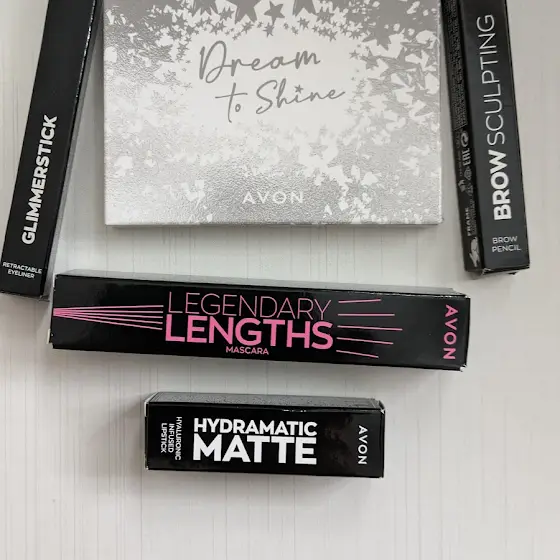 Dream
to Shine
AVON
GLIMMERSTICK
RETRACTABLE
EYELINER
BROW SCULPTING
BROW
PENCIL
LEGENDARY
LENGTHS
MASCARA
AVON
HYDRAMATIC
MATTE
HYALURONIC
INFUSED
LIPSTICK
AVON